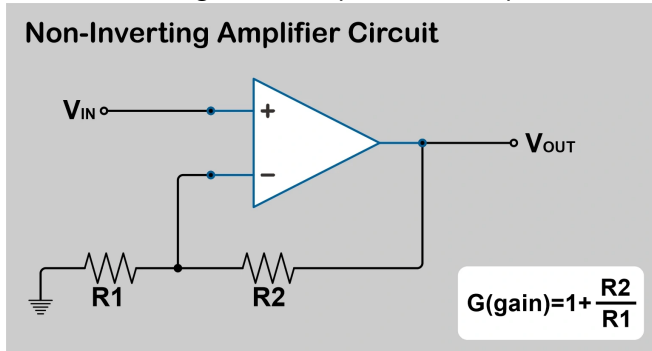 Non-Inverting Amplifier Circuit
VIN
+
VOUT
−
R1
R2
G(gain)=1+R2/R1